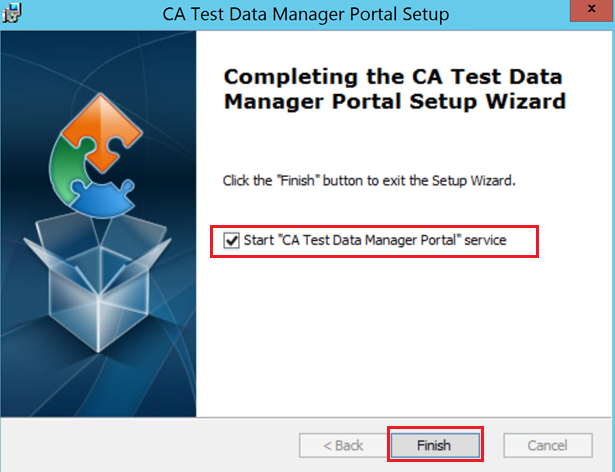 CA Test Data Manager Portal Setup
x
Completing the CA Test Data
Manager Portal Setup Wizard
Click the "Finish" button to exit the Setup Wizard.
Start "CA Test Data Manager Portal" service
< Back
Finish
Cancel